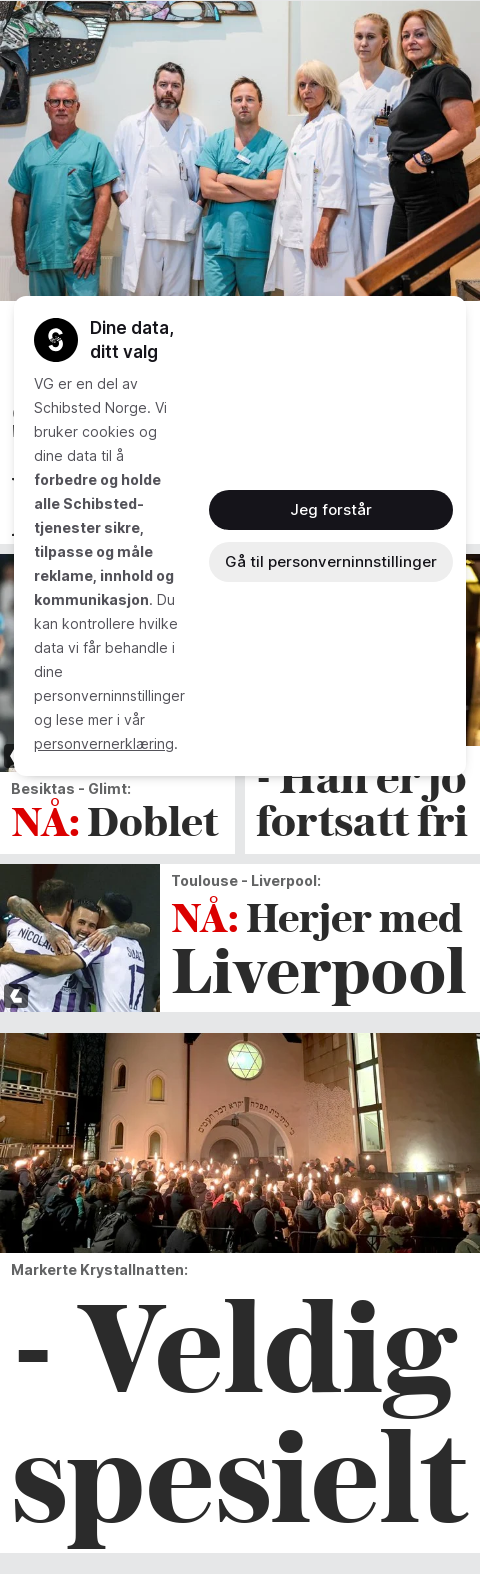 Dine data,
ditt valg
VG er en del av
Schibsted Norge. Vi
bruker cookies og
dine data til å
forbedre og holde
alle Schibsted-
tjenester sikre,
tilpasse og måle
reklame, innhold og
kommunikasjon. Du
kan kontrollere hvilke
data vi får behandle i
dine
personverninnstillinger
og lese mer i vår
personvernerklæring.
Jeg forstår
Gå til personverninnstillinger
Besiktas - Glimt:
NÅ: Doblet
- Han er jo
fortsatt fri
Toulouse - Liverpool:
NÅ: Herjer med
Liverpool
17
Markerte Krystallnatten:
- Veldig
spesielt